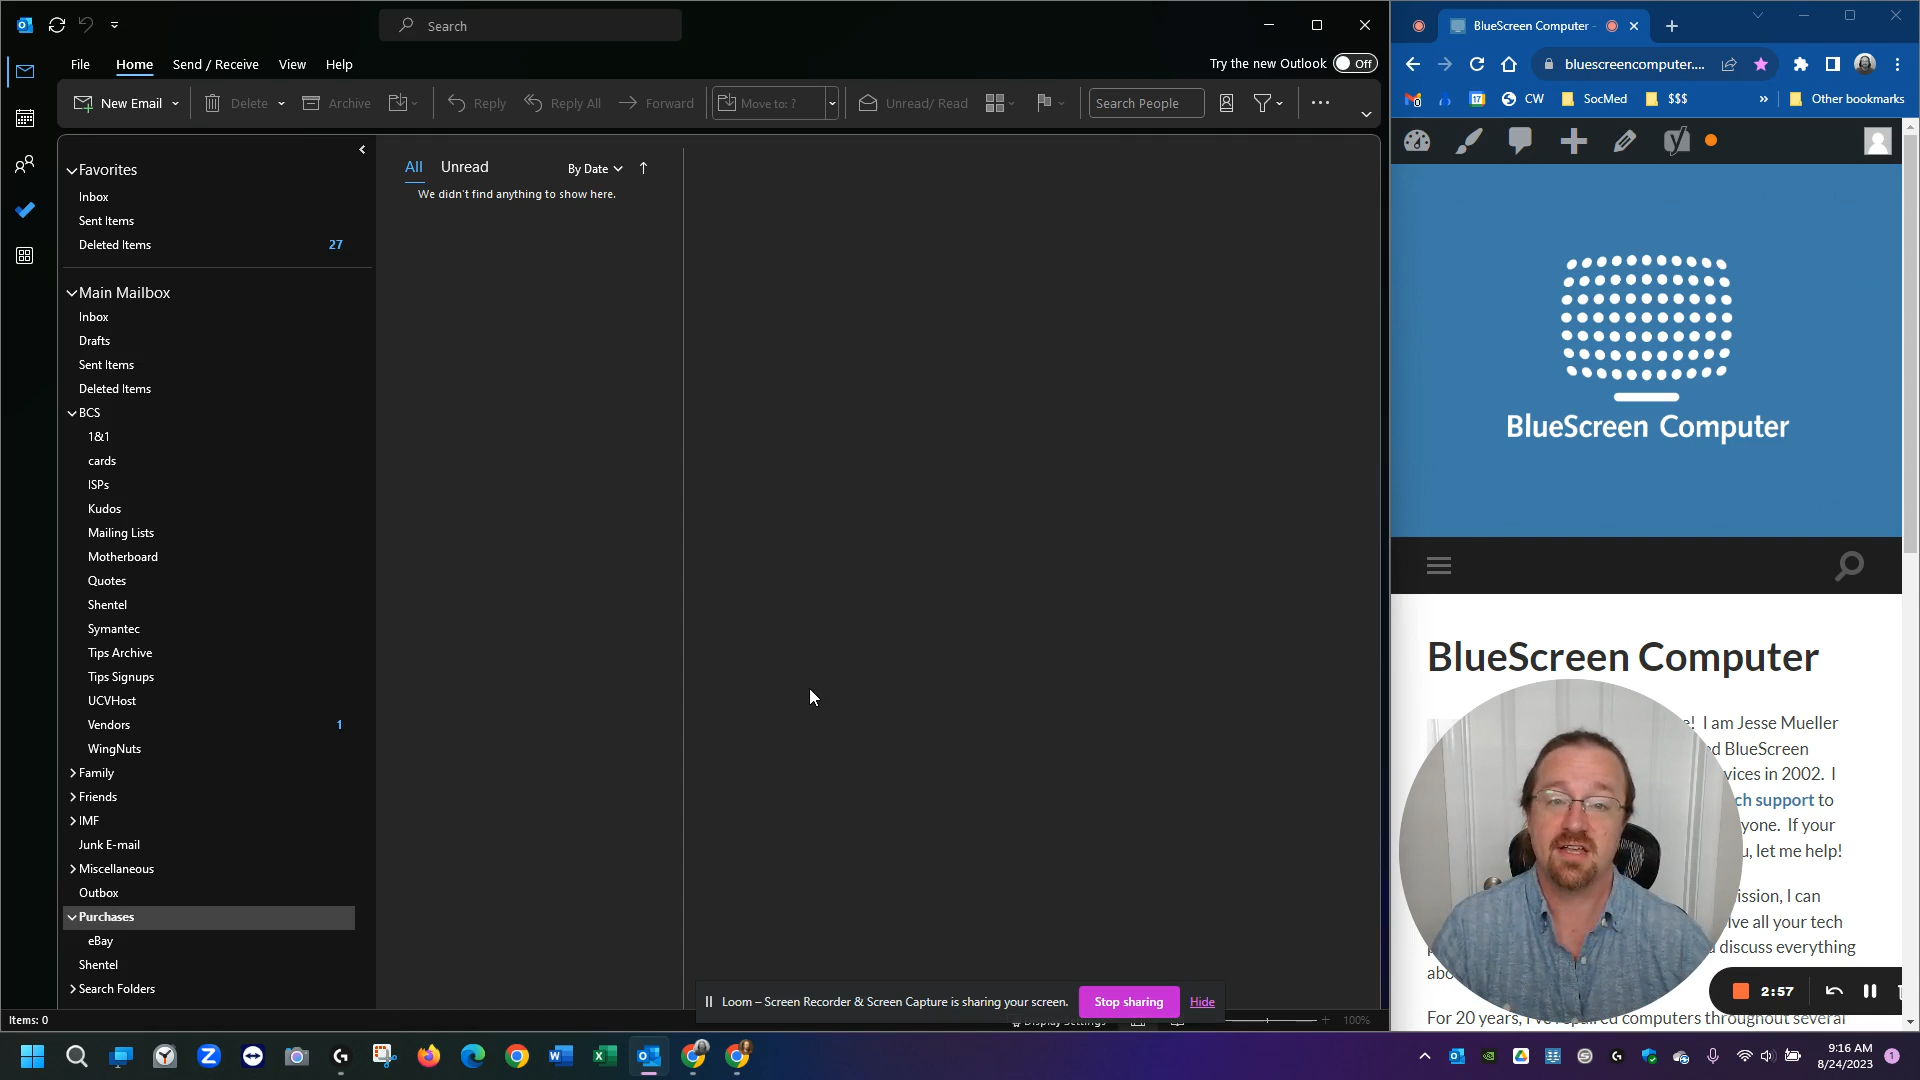 Search
File Home Send / Receive View Help
Try the new Outlook Off
New Email Delete Archive Reply Reply All Forward Move to: ? Unread/ Read Search People
Favorites
Inbox
Sent Items
Deleted Items 27
Main Mailbox
Inbox
Drafts
Sent Items
Deleted Items
BCS
1&1
cards
ISPs
Kudos
Mailing Lists
Motherboard
Quotes
Shentel
Symantec
Tips Archive
Tips Signups
UCVHost
Vendors 1
WingNuts
Family
Friends
IMF
Junk E-mail
Miscellaneous
Outbox
Purchases
eBay
Shentel
Search Folders
Items: 0
All Unread By Date
We didn't find anything to show here.
Loom – Screen Recorder & Screen Capture is sharing your screen. Stop sharing Hide
Display Settings 100%
BlueScreen Computer
bluescreencomputer....
CW SocMed $$$ » Other bookmarks
BlueScreen Computer
BlueScreen Computer
e! I am Jesse Mueller
d BlueScreen
vices in 2002. I
ch support to
yone. If your
u, let me help!
ission, I can
lve all your tech
discuss everything
abo
For 20 years, I've repaired computers throughout several
2:57
9:16 AM
8/24/2023
1